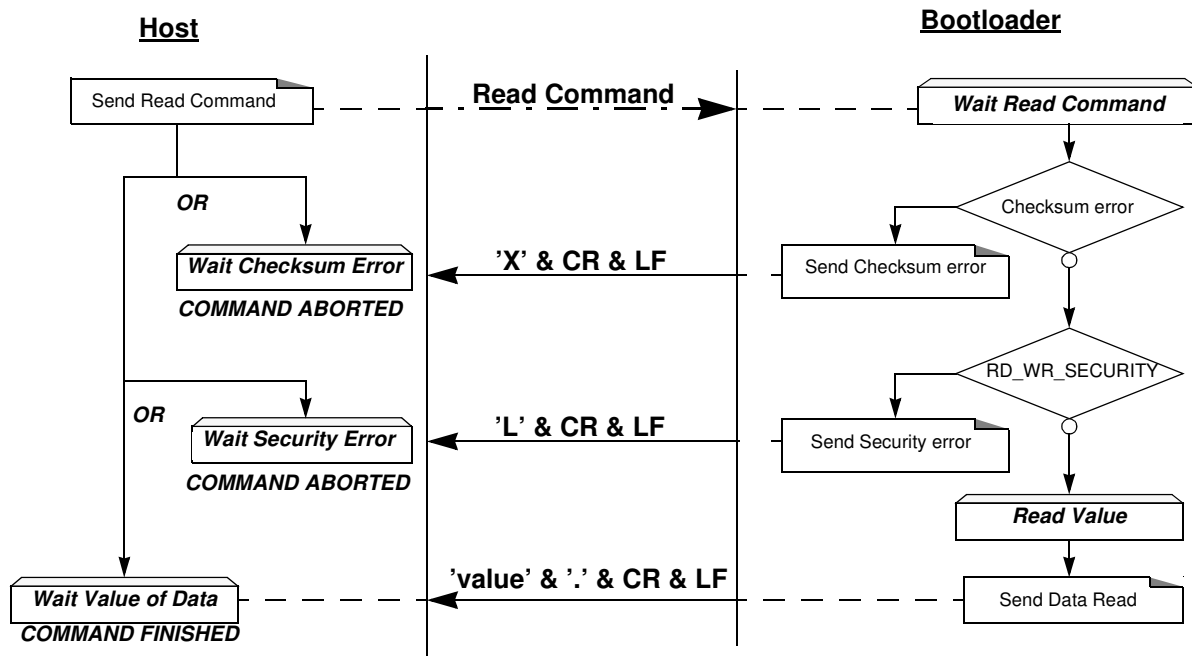 Host
Bootloader
Send Read Command
Read Command
Wait Read Command
OR
Checksum error
Wait Checksum Error
’X’ & CR & LF
Send Checksum error
COMMAND ABORTED
RD_WR_SECURITY
OR
Wait Security Error
’L’ & CR & LF
Send Security error
COMMAND ABORTED
Read Value
’value’ & ’.’ & CR & LF
Wait Value of Data
Send Data Read
COMMAND FINISHED